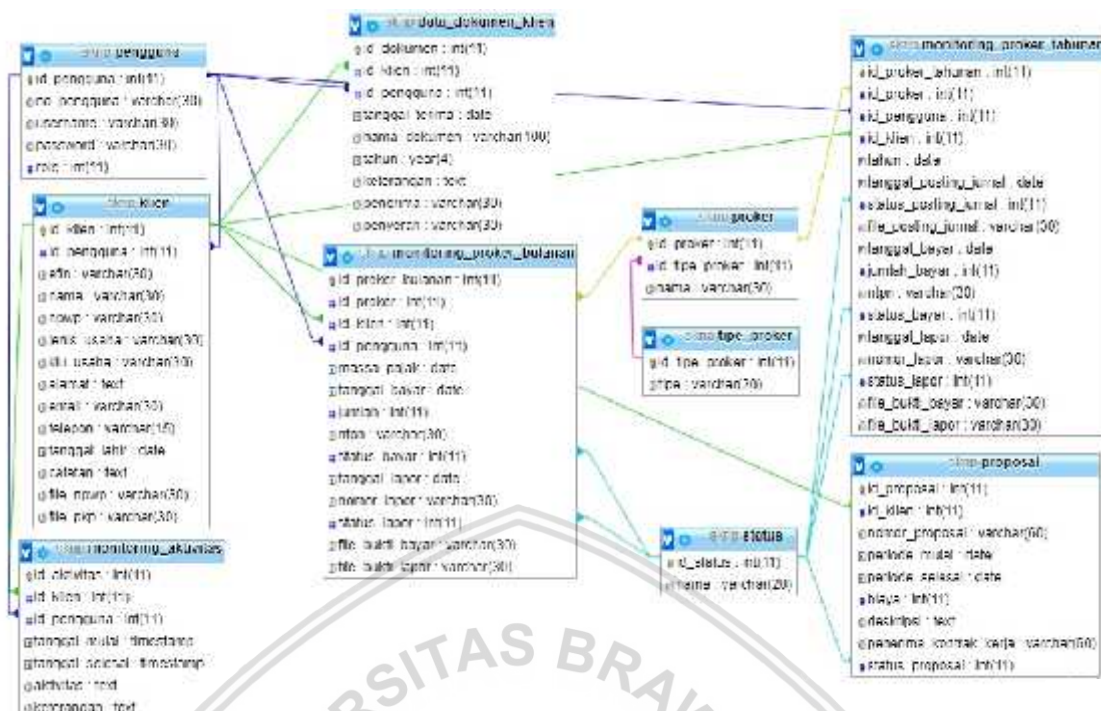 pengguna
id_pengguna : int(11)
no_pengguna : varchar(30)
username : varchar(30)
password : varchar(30)
: int(11)
klien
id_klien : int(11)
id_pengguna : int(11)
efin : varchar(30)
nama : varchar(30)
npwp : varchar(30)
jenis_usaha : varchar(30)
klu_usaha : varchar(30)
alamat : text
email : varchar(30)
telepon : varchar(15)
tanggal_lahir : date
catatan : text
file_npwp : varchar(30)
file_pkp : varchar(30)
monitoring_aktivitas
id_aktivitas : int(11)
id_klien : int(11)
id_pengguna : int(11)
tanggal_mulai : timestamp
tanggal_selesai : timestamp
aktivitas : text
keterangan : text
data_dokumen_klien
id_dokumen : int(11)
id_klien : int(11)
id_pengguna : int(11)
tanggal_terima : date
nama_dokumen : varchar(100)
tahun : year(4)
keterangan : text
penerima : varchar(30)
: varchar(30)
monitoring_proker_bulanan
id_proker_bulanan : int(11)
id_proker : int(11)
id_klien : int(11)
id_pengguna : int(11)
massa_pajak : date
tanggal_bayar : date
jumlah : int(11)
ntpn : varchar(30)
status_bayar : int(11)
tanggal_lapor : date
nomor_lapor : varchar(30)
status_lapor : int(11)
file_bukti_bayar : varchar(30)
file_bukti_lapor : varchar(30)
proker
id_proker : int(11)
id_tipe_proker : int(11)
nama : varchar(30)
tipe_proker
id_tipe_proker : int(11)
tipe : varchar(20)
status
id_status : int(11)
nama : varchar(20)
monitoring_proker_tahunan
id_proker_tahunan : int(11)
id_proker : int(11)
id_pengguna : int(11)
id_klien : int(11)
tahun : date
tanggal_posting_jurnal : date
status_posting_jurnal : int(11)
file_posting_jurnal : varchar(30)
tanggal_bayar : date
jumlah_bayar : int(11)
ntpn : varchar(30)
status_bayar : int(11)
tanggal_lapor : date
nomor_lapor : varchar(30)
status_lapor : int(11)
file_bukti_bayar : varchar(30)
file_bukti_lapor : varchar(30)
proposal
id_proposal : int(11)
id_klien : int(11)
nomor_proposal : varchar(60)
periode_mulai : date
periode_selesai : date
biaya : int(11)
deskripsi : text
penerima_kontrak_kerja : varchar(50)
status_proposal : int(11)
RSITAS BRA